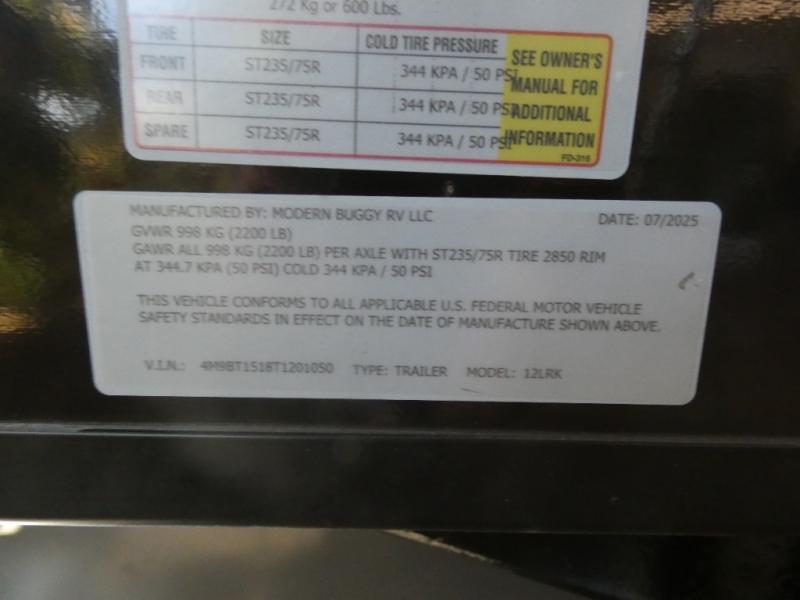 272 Kg or 600 Lbs.
TIRE SIZE COLD TIRE PRESSURE
FRONT ST235/75R 344 KPA / 50 PSI
REAR ST235/75R 344 KPA / 50 PSI
SPARE ST235/75R 344 KPA / 50 PSI
SEE OWNER'S
MANUAL FOR
ADDITIONAL
INFORMATION
FD-316
MANUFACTURED BY: MODERN BUGGY RV LLC DATE: 07/2025
GVWR 998 KG (2200 LB)
GAWR ALL 998 KG (2200 LB) PER AXLE WITH ST235/75R TIRE 2850 RIM
AT 344.7 KPA (50 PSI) COLD 344 KPA / 50 PSI
THIS VEHICLE CONFORMS TO ALL APPLICABLE U.S. FEDERAL MOTOR VEHICLE
SAFETY STANDARDS IN EFFECT ON THE DATE OF MANUFACTURE SHOWN ABOVE.
V.I.N.: 4M9BT1518T1201050 TYPE: TRAILER MODEL: 12LRK